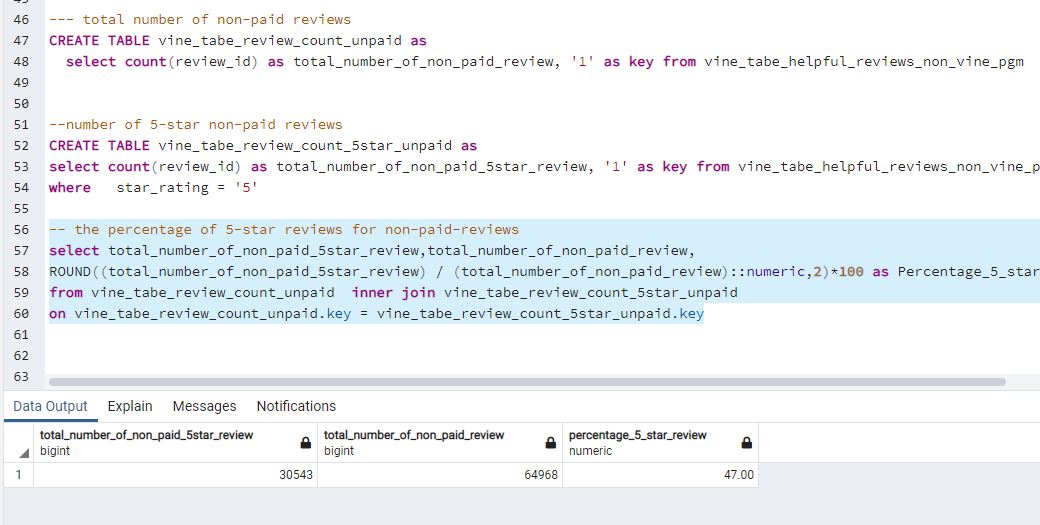 45
46 --- total number of non-paid reviews
47 CREATE TABLE vine_tabe_review_count_unpaid as
48 select count(review_id) as total_number_of_non_paid_review, '1' as key from vine_tabe_helpful_reviews_non_vine_pgm
49
50
51 --number of 5-star non-paid reviews
52 CREATE TABLE vine_tabe_review_count_5star_unpaid as
53 select count(review_id) as total_number_of_non_paid_5star_review, '1' as key from vine_tabe_helpful_reviews_non_vine_p
54 where star_rating = '5'
55
56 -- the percentage of 5-star reviews for non-paid-reviews
57 select total_number_of_non_paid_5star_review,total_number_of_non_paid_review,
58 ROUND((total_number_of_non_paid_5star_review) / (total_number_of_non_paid_review)::numeric,2)*100 as Percentage_5_star
59 from vine_tabe_review_count_unpaid inner join vine_tabe_review_count_5star_unpaid
60 on vine_tabe_review_count_unpaid.key = vine_tabe_review_count_5star_unpaid.key
61
62
63
Data Output Explain Messages Notifications
total_number_of_non_paid_5star_review total_number_of_non_paid_review percentage_5_star_review
bigint bigint numeric
1 30543 64968 47.00